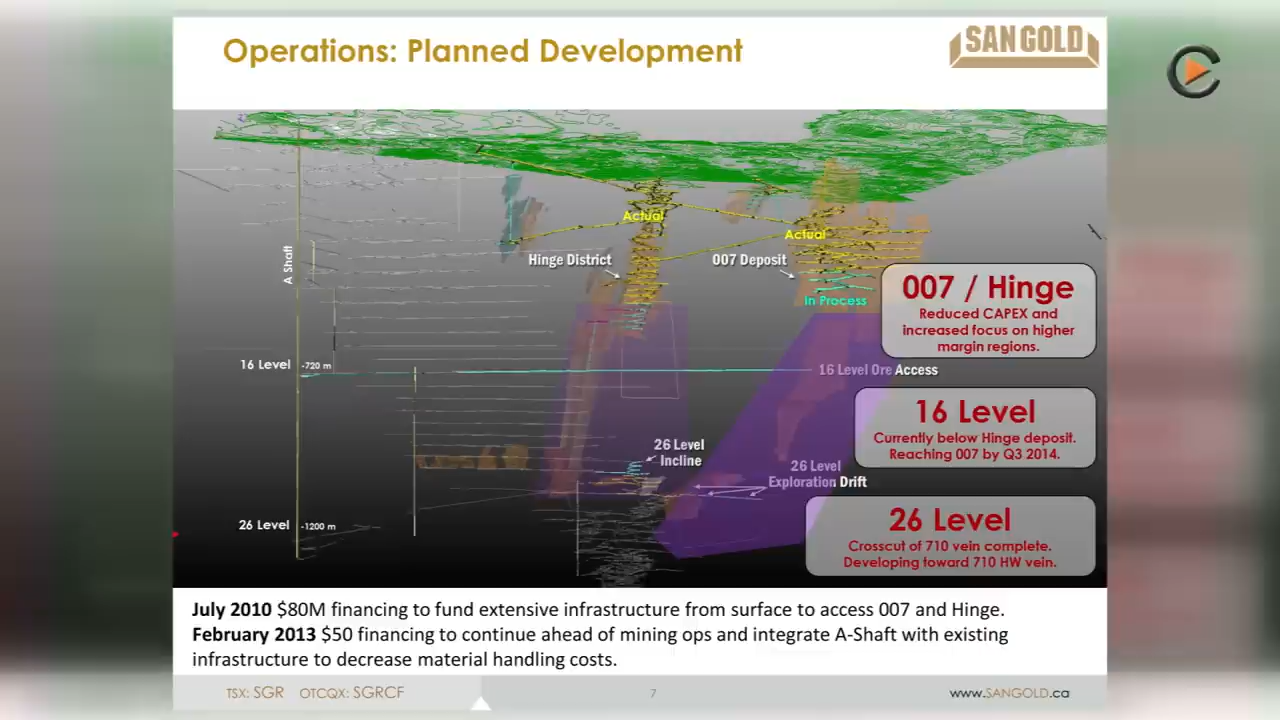 Operations: Planned Development
SAN GOLD
Actual
Actual
Hinge District
007 Deposit
A Shaft
In Process
007 / Hinge
Reduced CAPEX and
increased focus on higher
margin regions.
16 Level
-720 m
16 Level Ore Access
16 Level
Currently below Hinge deposit.
Reaching 007 by Q3 2014.
26 Level
Incline
26 Level
Exploration Drift
26 Level
-1200 m
26 Level
Crosscut of 710 vein complete.
Developing toward 710 HW vein.
July 2010 $80M financing to fund extensive infrastructure from surface to access 007 and Hinge.
February 2013 $50 financing to continue ahead of mining ops and integrate A-Shaft with existing
infrastructure to decrease material handling costs.
TSX: SGR OTCQX: SGRCF
7
www.SANGOLD.ca